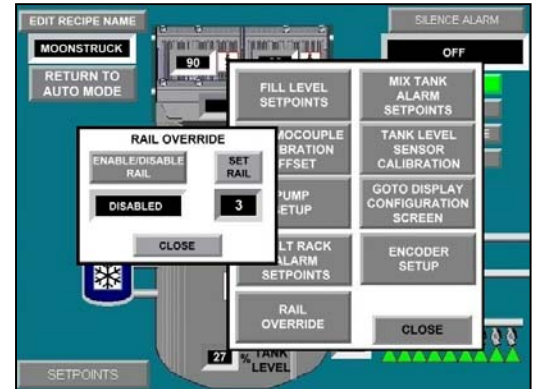 EDIT RECIPE NAME
MOONSTRUCK
RETURN TO
AUTO MODE
90
SILENCE ALARM
OFF
FILL LEVEL
SETPOINTS
MIX TANK
ALARM
SETPOINTS
MOCOUPLE
BRATION
FFSET
TANK LEVEL
SENSOR
CALIBRATION
PUMP
ETUP
GOTO DISPLAY
CONFIGURATION
SCREEN
LT RACK
ALARM
SETPOINTS
ENCODER
SETUP
RAIL
OVERRIDE
CLOSE
RAIL OVERRIDE
ENABLE/DISABLE
RAIL
SET
RAIL
DISABLED
3
CLOSE
27 % TANK
LEVEL
SETPOINTS